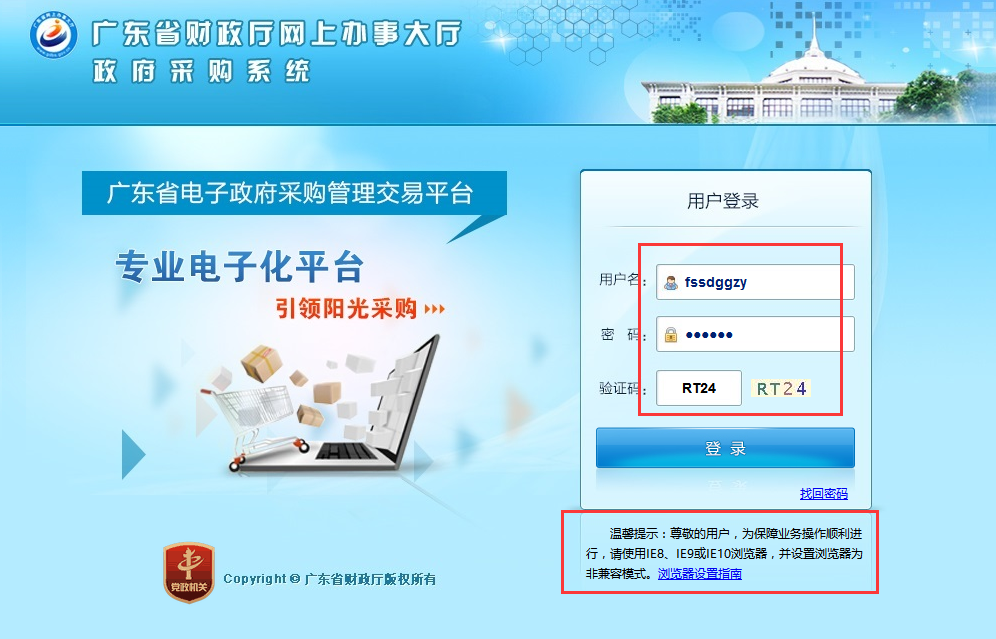 广东省财政厅网上办事大厅
政府采购系统
广东省电子政府采购管理交易平台
专业电子化平台
引领阳光采购
用户登录
用户名：
fssdggzy
密 码：
••••••
验证码：
RT24
RT24
登 录
找回密码
温馨提示：尊敬的用户，为保障业务操作顺利进
行，请使用IE8、IE9或IE10浏览器，并设置浏览器为
非兼容模式。浏览器设置指南
党政机关
Copyright © 广东省财政厅版权所有